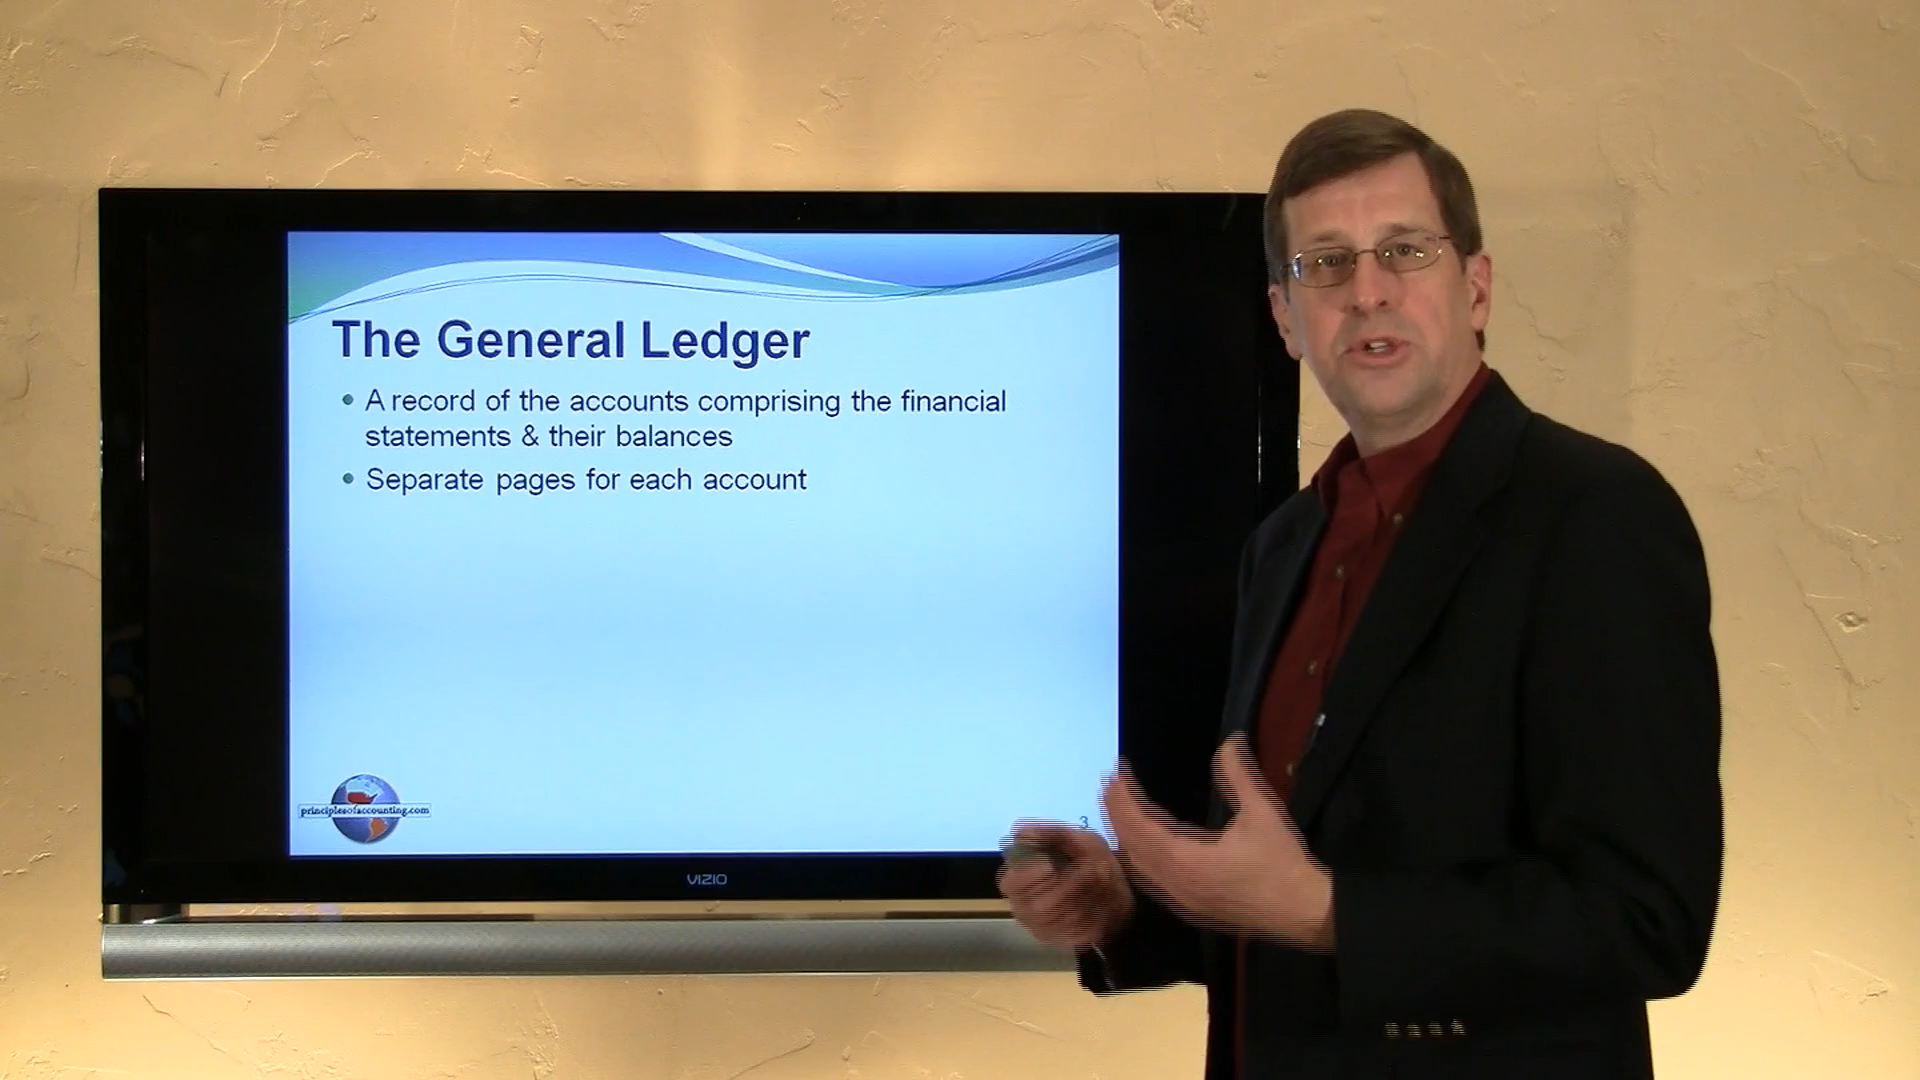 The General Ledger
• A record of the accounts comprising the financial
statements & their balances
• Separate pages for each account
principlesofaccounting.com
3
VIZIO